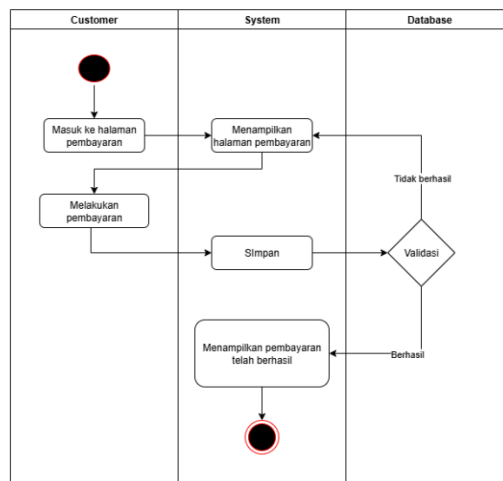 Customer
System
Database
Masuk ke halaman
pembayaran
Menampilkan
halaman pembayaran
Tidak berhasil
Melakukan
pembayaran
SImpan
Validasi
Menampilkan pembayaran
telah berhasil
Berhasil